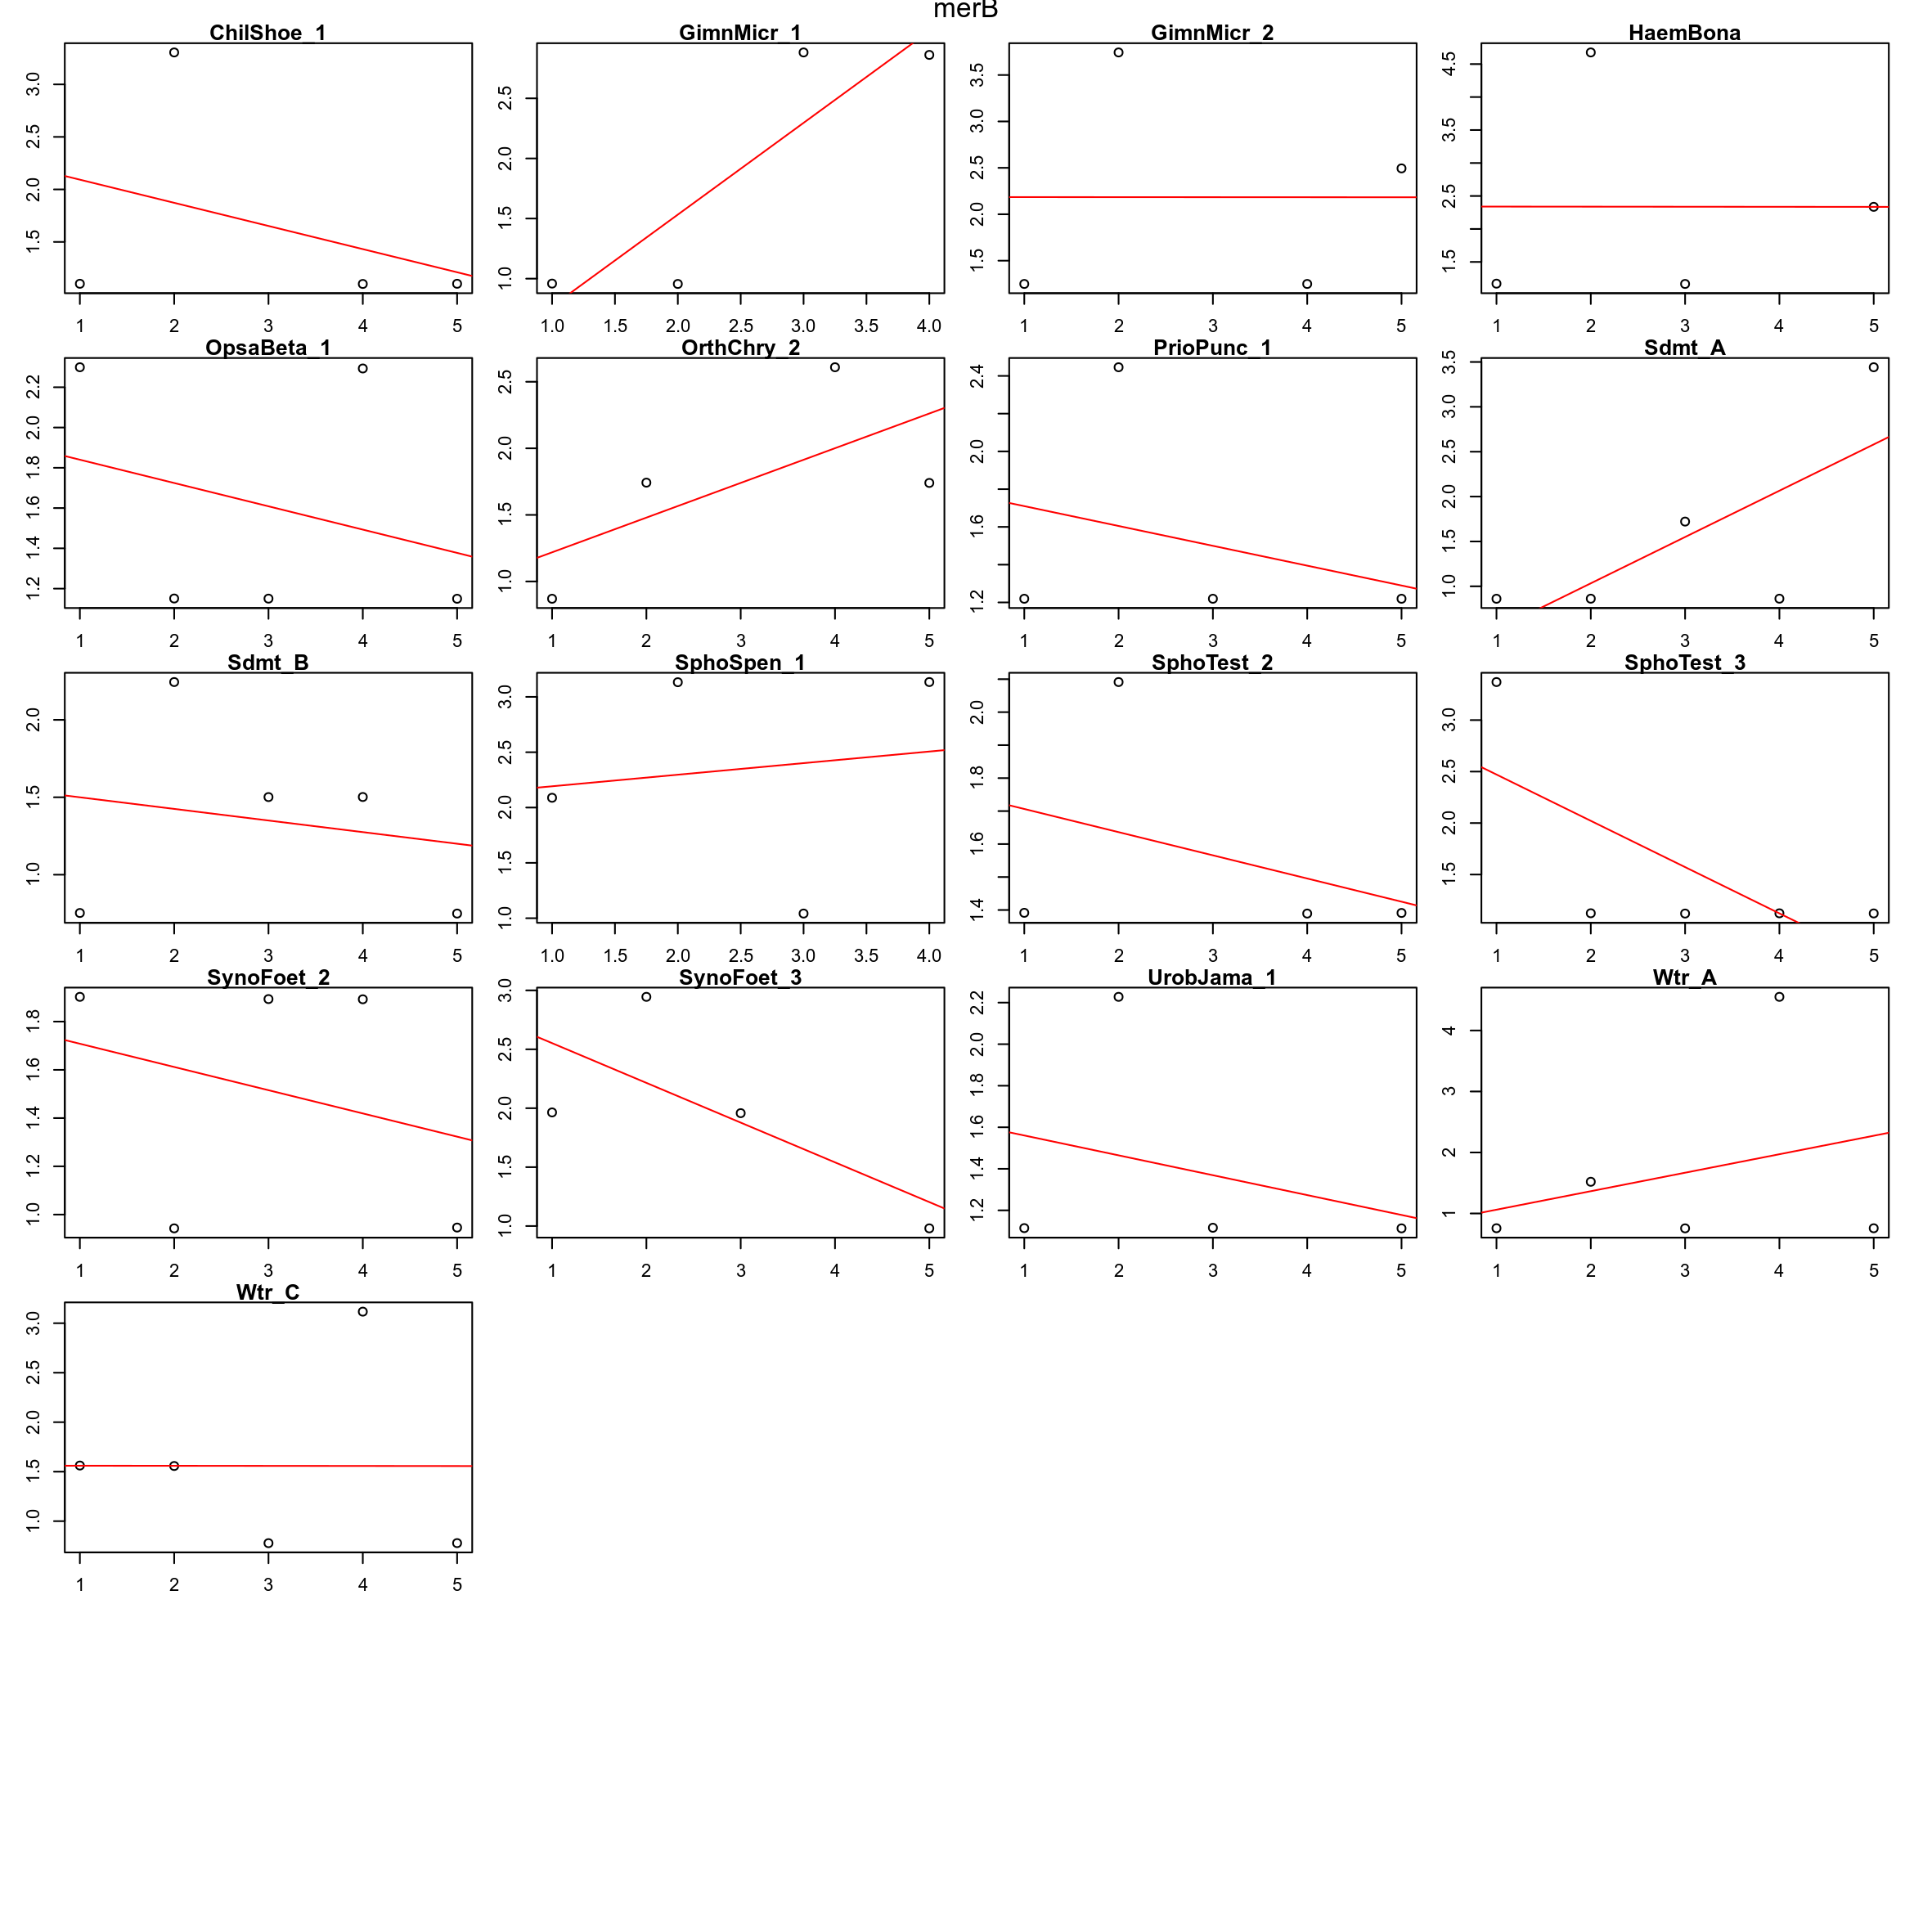 merB
ChilShoe_1 GimnMicr_1 GimnMicr_2 HaemBona
1.5 2.0 2.5 3.0
1 2 3 4 5
1.0 1.5 2.0 2.5
1.0 1.5 2.0 2.5 3.0 3.5 4.0
1.5 2.0 2.5 3.0 3.5
1 2 3 4 5
1.5 2.5 3.5 4.5
1 2 3 4 5
OpsaBeta_1 OrthChry_2 PrioPunc_1 Sdmt_A
1.2 1.4 1.6 1.8 2.0 2.2
1 2 3 4 5
1.0 1.5 2.0 2.5
1 2 3 4 5
1.2 1.6 2.0 2.4
1 2 3 4 5
1.0 1.5 2.0 2.5 3.0 3.5
1 2 3 4 5
Sdmt_B SphoSpen_1 SphoTest_2 SphoTest_3
1.0 1.5 2.0
1 2 3 4 5
1.0 1.5 2.0 2.5 3.0
1.0 1.5 2.0 2.5 3.0 3.5 4.0
1.4 1.6 1.8 2.0
1 2 3 4 5
1.5 2.0 2.5 3.0
1 2 3 4 5
SynoFoet_2 SynoFoet_3 UrobJama_1 Wtr_A
1.0 1.2 1.4 1.6 1.8
1 2 3 4 5
1.0 1.5 2.0 2.5 3.0
1 2 3 4 5
1.2 1.4 1.6 1.8 2.0 2.2
1 2 3 4 5
1 2 3 4
1 2 3 4 5
Wtr_C
1.0 1.5 2.0 2.5 3.0
1 2 3 4 5